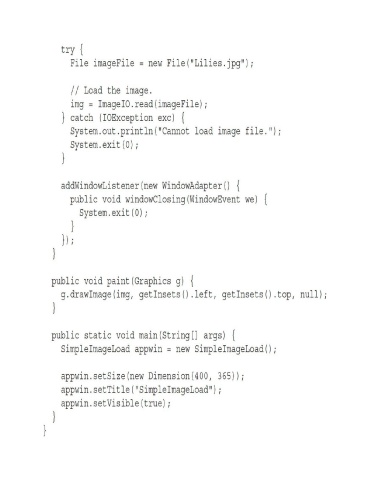 try {
File imageFile = new File("Lilies.jpg");
// Load the image.
img = ImageIO.read(imageFile);
} catch (IOException exc) {
System.out.println("Cannot load image file.");
System.exit(0);
}
addWindowListener(new WindowAdapter() {
public void windowClosing(WindowEvent we) {
System.exit(0);
}
});
}
public void paint(Graphics g) {
g.drawImage(img, getInsets().left, getInsets().top, null);
}
public static void main(String[] args) {
SimpleImageLoad appwin = new SimpleImageLoad();
appwin.setSize(new Dimension(400, 365));
appwin.setTitle("SimpleImageLoad");
appwin.setVisible(true);
}
}